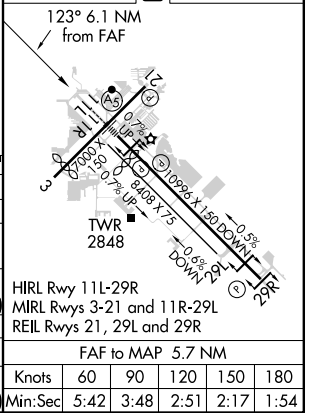 123° 6.1 NM
from FAF
21
P
A5
11L
11R
0.7%
UP
7000 X
150
3
P
P
0.7% UP
8408 X 75
10996 X 150
0.5%
DOWN
0.6%
DOWN
29L
29R
P
TWR
2848
HIRL Rwy 11L-29R
MIRL Rwys 3-21 and 11R-29L
REIL Rwys 21, 29L and 29R
FAF to MAP 5.7 NM
Knots 60 90 120 150 180
Min:Sec 5:42 3:48 2:51 2:17 1:54